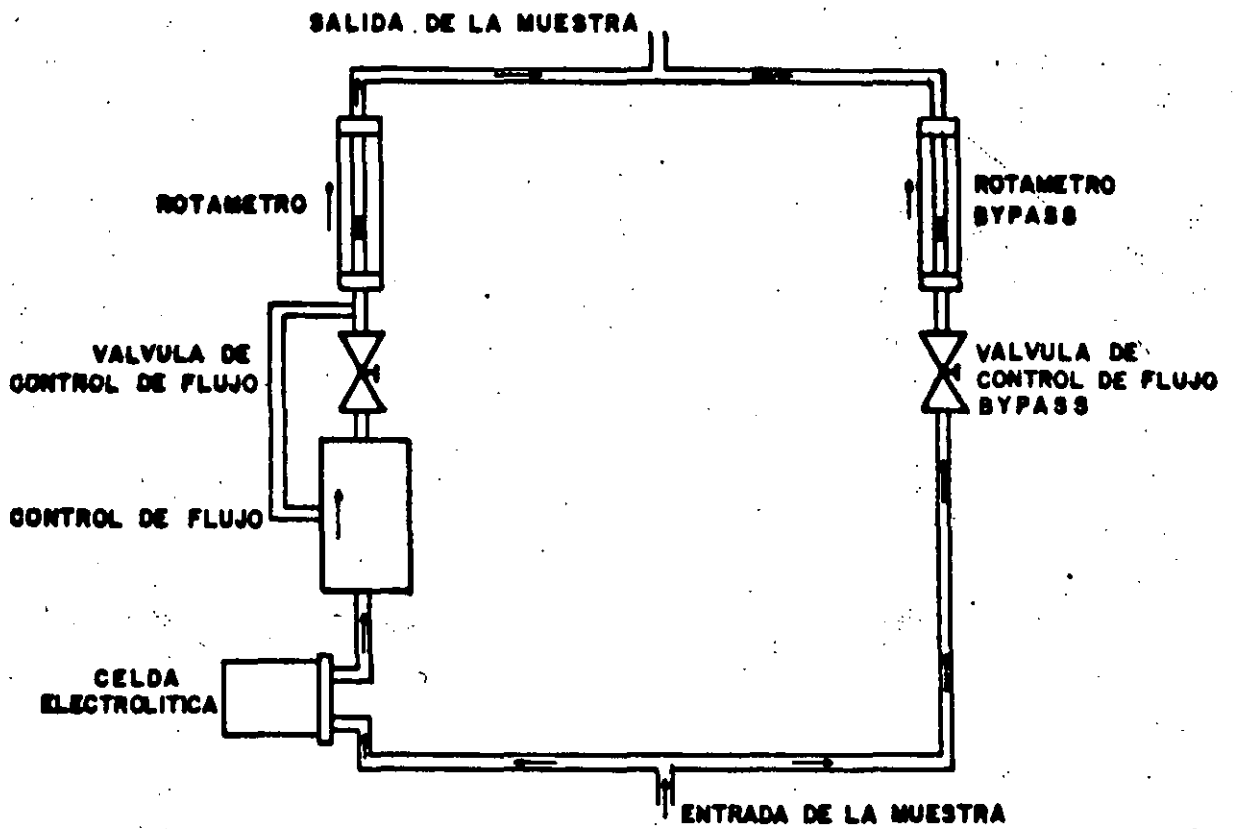 SALIDA DE LA MUESTRA
ROTAMETRO
ROTAMETRO
BYPASS
VALVULA DE
CONTROL DE FLUJO
VALVULA DE
CONTROL DE FLUJO
BYPASS
CONTROL DE FLUJO
CELDA
ELECTROLITICA
ENTRADA DE LA MUESTRA